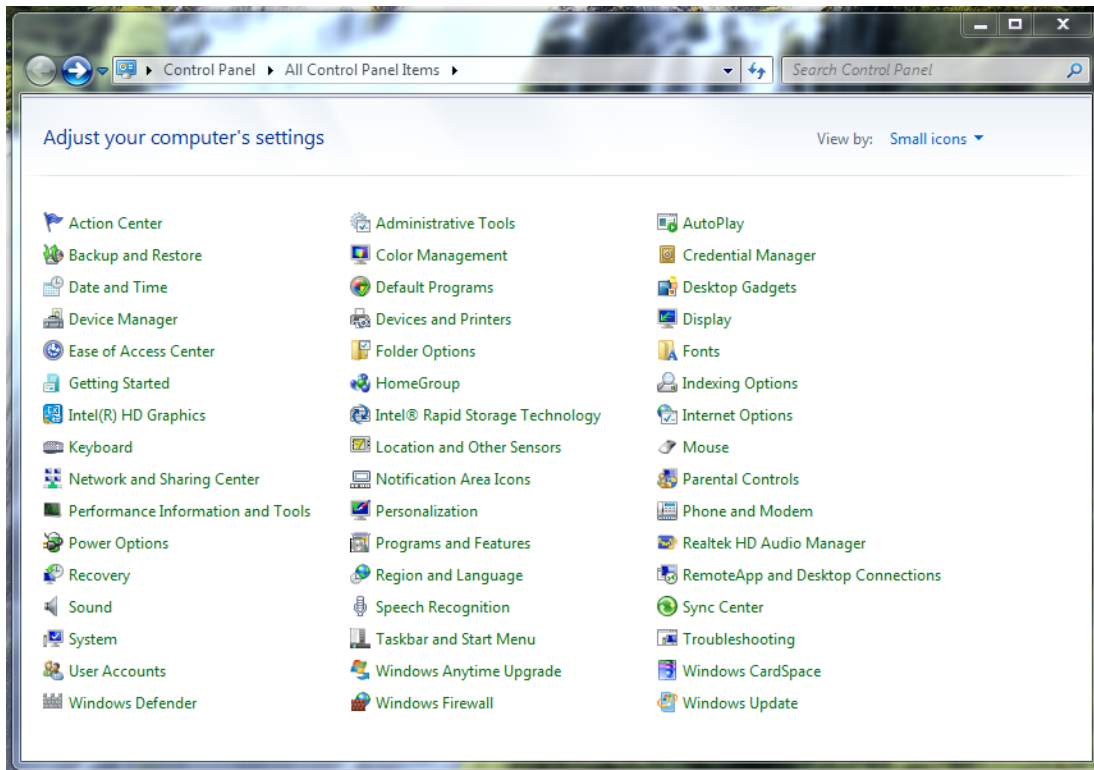 Control Panel All Control Panel Items Search Control Panel
Adjust your computer's settings View by: Small icons
Action Center Administrative Tools AutoPlay
Backup and Restore Color Management Credential Manager
Date and Time Default Programs Desktop Gadgets
Device Manager Devices and Printers Display
Ease of Access Center Folder Options Fonts
Getting Started HomeGroup Indexing Options
Intel(R) HD Graphics Intel® Rapid Storage Technology Internet Options
Keyboard Location and Other Sensors Mouse
Network and Sharing Center Notification Area Icons Parental Controls
Performance Information and Tools Personalization Phone and Modem
Power Options Programs and Features Realtek HD Audio Manager
Recovery Region and Language RemoteApp and Desktop Connections
Sound Speech Recognition Sync Center
System Taskbar and Start Menu Troubleshooting
User Accounts Windows Anytime Upgrade Windows CardSpace
Windows Defender Windows Firewall Windows Update